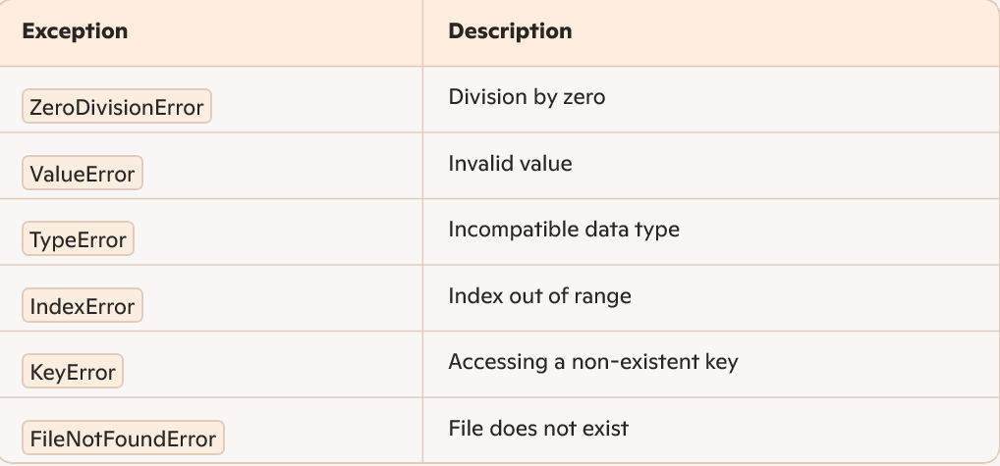 Exception Description
ZeroDivisionError Division by zero
ValueError Invalid value
TypeError Incompatible data type
IndexError Index out of range
KeyError Accessing a non-existent key
FileNotFoundError File does not exist